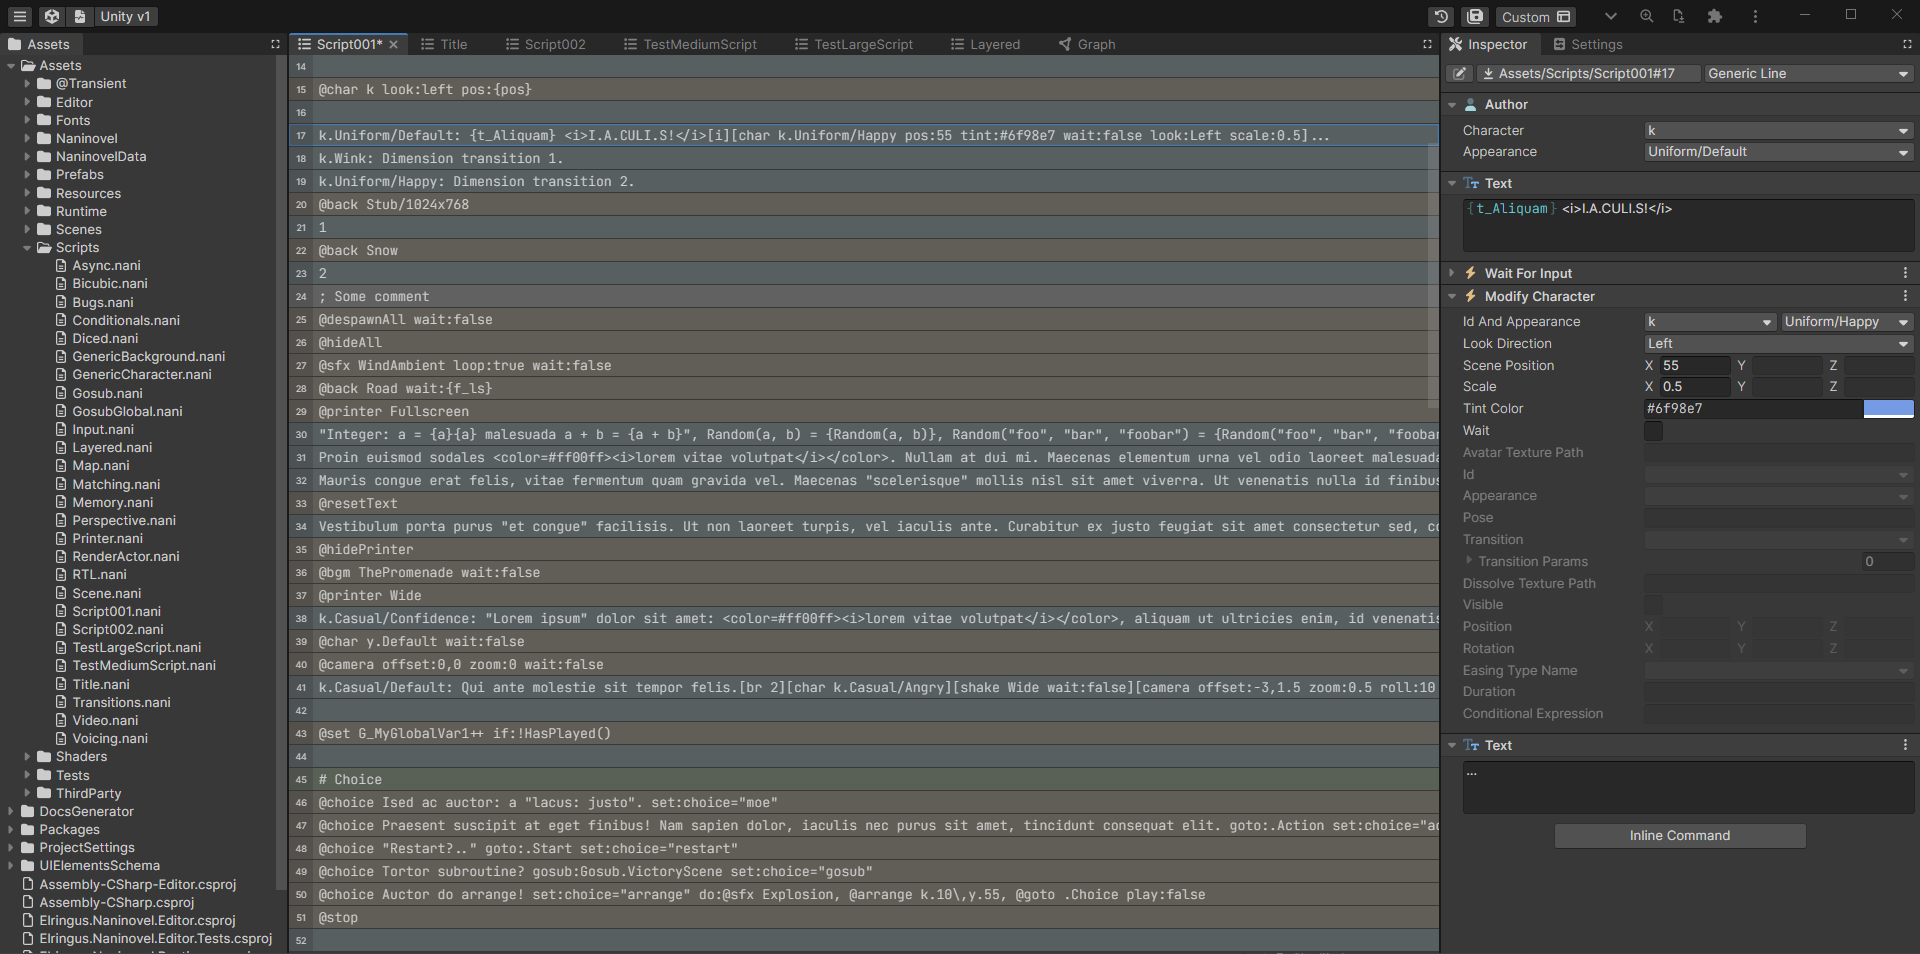 Unity v1
Custom
Assets
Script001*
Title
Script002
TestMediumScript
TestLargeScript
Layered
Graph
Inspector
Settings
Assets
@Transient
Editor
Fonts
Naninovel
NaninovelData
Prefabs
Resources
Runtime
Scenes
Scripts
Async.nani
Bicubic.nani
Bugs.nani
Conditionals.nani
Diced.nani
GenericBackground.nani
GenericCharacter.nani
Gosub.nani
GosubGlobal.nani
Input.nani
Layered.nani
Map.nani
Matching.nani
Memory.nani
Perspective.nani
Printer.nani
RenderActor.nani
RTL.nani
Scene.nani
Script001.nani
Script002.nani
TestLargeScript.nani
TestMediumScript.nani
Title.nani
Transitions.nani
Video.nani
Voicing.nani
Shaders
Tests
ThirdParty
DocsGenerator
Packages
ProjectSettings
UIElementsSchema
Assembly-CSharp-Editor.csproj
Assembly-CSharp.csproj
Elringus.Naninovel.Editor.csproj
Elringus.Naninovel.Editor.Tests.csproj
14
15 @char k look:left pos:{pos}
16
17 k.Uniform/Default: {t_Aliquam} <i>I.A.CULI.S!</i>[i][char k.Uniform/Happy pos:55 tint:#6f98e7 wait:false look:Left scale:0.5]...
18 k.Wink: Dimension transition 1.
19 k.Uniform/Happy: Dimension transition 2.
20 @back Stub/1024x768
21 1
22 @back Snow
23 2
24 ; Some comment
25 @despawnAll wait:false
26 @hideAll
27 @sfx WindAmbient loop:true wait:false
28 @back Road wait:{f_ls}
29 @printer Fullscreen
30 "Integer: a = {a}{a} malesuada a + b = {a + b}", Random(a, b) = {Random(a, b)}, Random("foo", "bar", "foobar") = {Random("foo", "bar", "foobar
31 Proin euismod sodales <color=#ff00ff><i>lorem vitae volutpat</i></color>. Nullam at dui mi. Maecenas elementum urna vel odio laoreet malesuada
32 Mauris congue erat felis, vitae fermentum quam gravida vel. Maecenas "scelerisque" mollis nisl sit amet viverra. Ut venenatis nulla id finibus
33 @resetText
34 Vestibulum porta purus "et congue" facilisis. Ut non laoreet turpis, vel iaculis ante. Curabitur ex justo feugiat sit amet consectetur sed, co
35 @hidePrinter
36 @bgm ThePromenade wait:false
37 @printer Wide
38 k.Casual/Confidence: "Lorem ipsum" dolor sit amet: <color=#ff00ff><i>lorem vitae volutpat</i></color>, aliquam ut ultricies enim, id venenatis
39 @char y.Default wait:false
40 @camera offset:0,0 zoom:0 wait:false
41 k.Casual/Default: Qui ante molestie sit tempor felis.[br 2][char k.Casual/Angry][shake Wide wait:false][camera offset:-3,1.5 zoom:0.5 roll:10
42
43 @set G_MyGlobalVar1++ if:!HasPlayed()
44
45 # Choice
46 @choice Ised ac auctor: a "lacus: justo". set:choice="moe"
47 @choice Praesent suscipit at eget finibus! Nam sapien dolor, iaculis nec purus sit amet, tincidunt consequat elit. goto:.Action set:choice="ac
48 @choice "Restart?.." goto:.Start set:choice="restart"
49 @choice Tortor subroutine? gosub:Gosub.VictoryScene set:choice="gosub"
50 @choice Auctor do arrange! set:choice="arrange" do:@sfx Explosion, @arrange k.10\,y.55, @goto .Choice play:false
51 @stop
52
Assets/Scripts/Script001#17
Generic Line
Author
Character k
Appearance Uniform/Default
Text
{t_Aliquam} <i>I.A.CULI.S!</i>
Wait For Input
Modify Character
Id And Appearance k Uniform/Happy
Look Direction Left
Scene Position X 55 Y Z
Scale X 0.5 Y Z
Tint Color #6f98e7
Wait
Avatar Texture Path
Id
Appearance
Pose
Transition
Transition Params 0
Dissolve Texture Path
Visible
Position X Y Z
Rotation X Y Z
Easing Type Name
Duration
Conditional Expression
Text
...
Inline Command